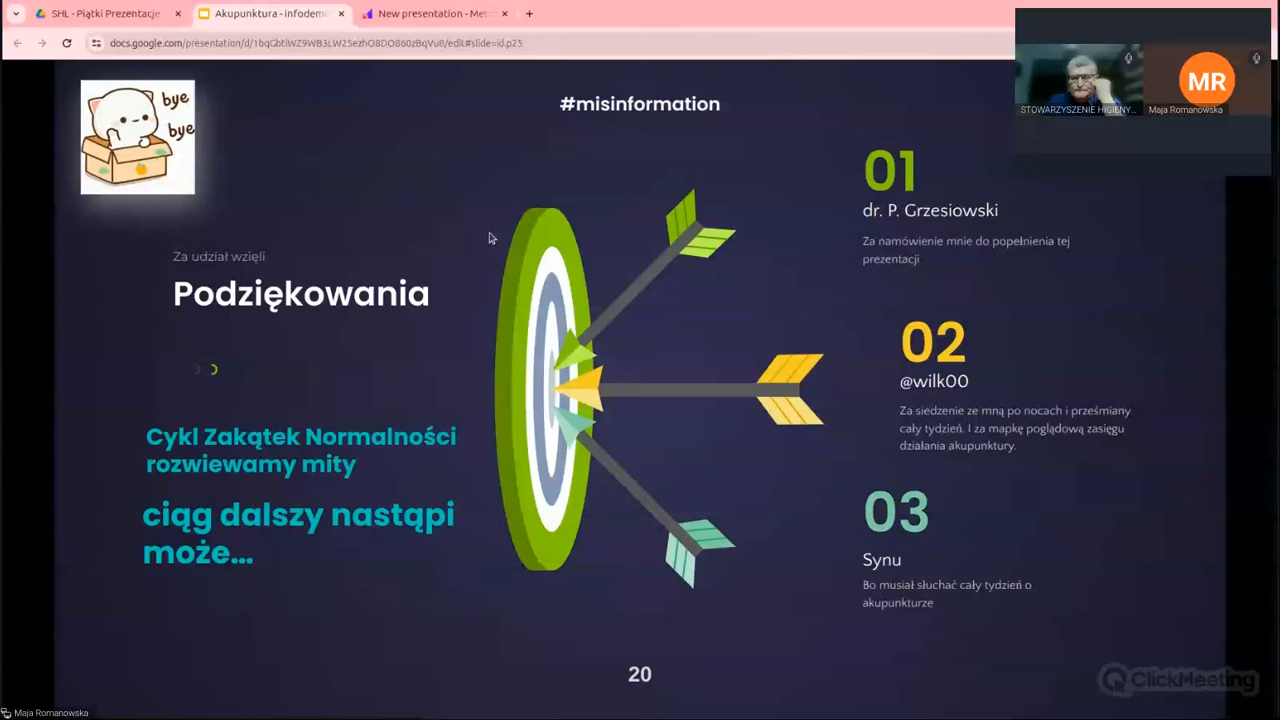 SHL - Piątki Prezentacje
Akupunktura - infodemi
New presentation - Me
docs.google.com/presentation/d/1bqGbtiWZ9WB3LW25ezhO8DO860zBqVu8/edit#slide=id.p25
STOWARZYSZENIE HIGIENY...
MR
Maja Romanowska
bye
bye
#misinformation
Za udział wzięli
Podziękowania
Cykl Zakątek Normalności
rozwiewamy mity
ciąg dalszy nastąpi
może...
01
dr. P. Grzesiowski
Za namówienie mnie do popełnienia tej
prezentacji
02
@wilk00
Za siedzenie ze mną po nocach i prześmiany
cały tydzień. I za mapkę poglądową zasięgu
działania akupunktury.
03
Synu
Bo musiał słuchać cały tydzień o
akupunkturze
20
ClickMeeting
Maja Romanowska